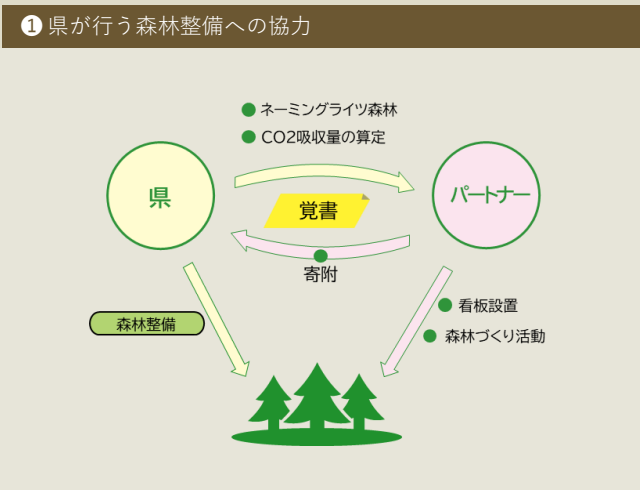 ❶県が行う森林整備への協力
●ネーミングライツ森林
●CO2吸収量の算定
県
パートナー
覚書
寄附
森林整備
●看板設置
●森林づくり活動